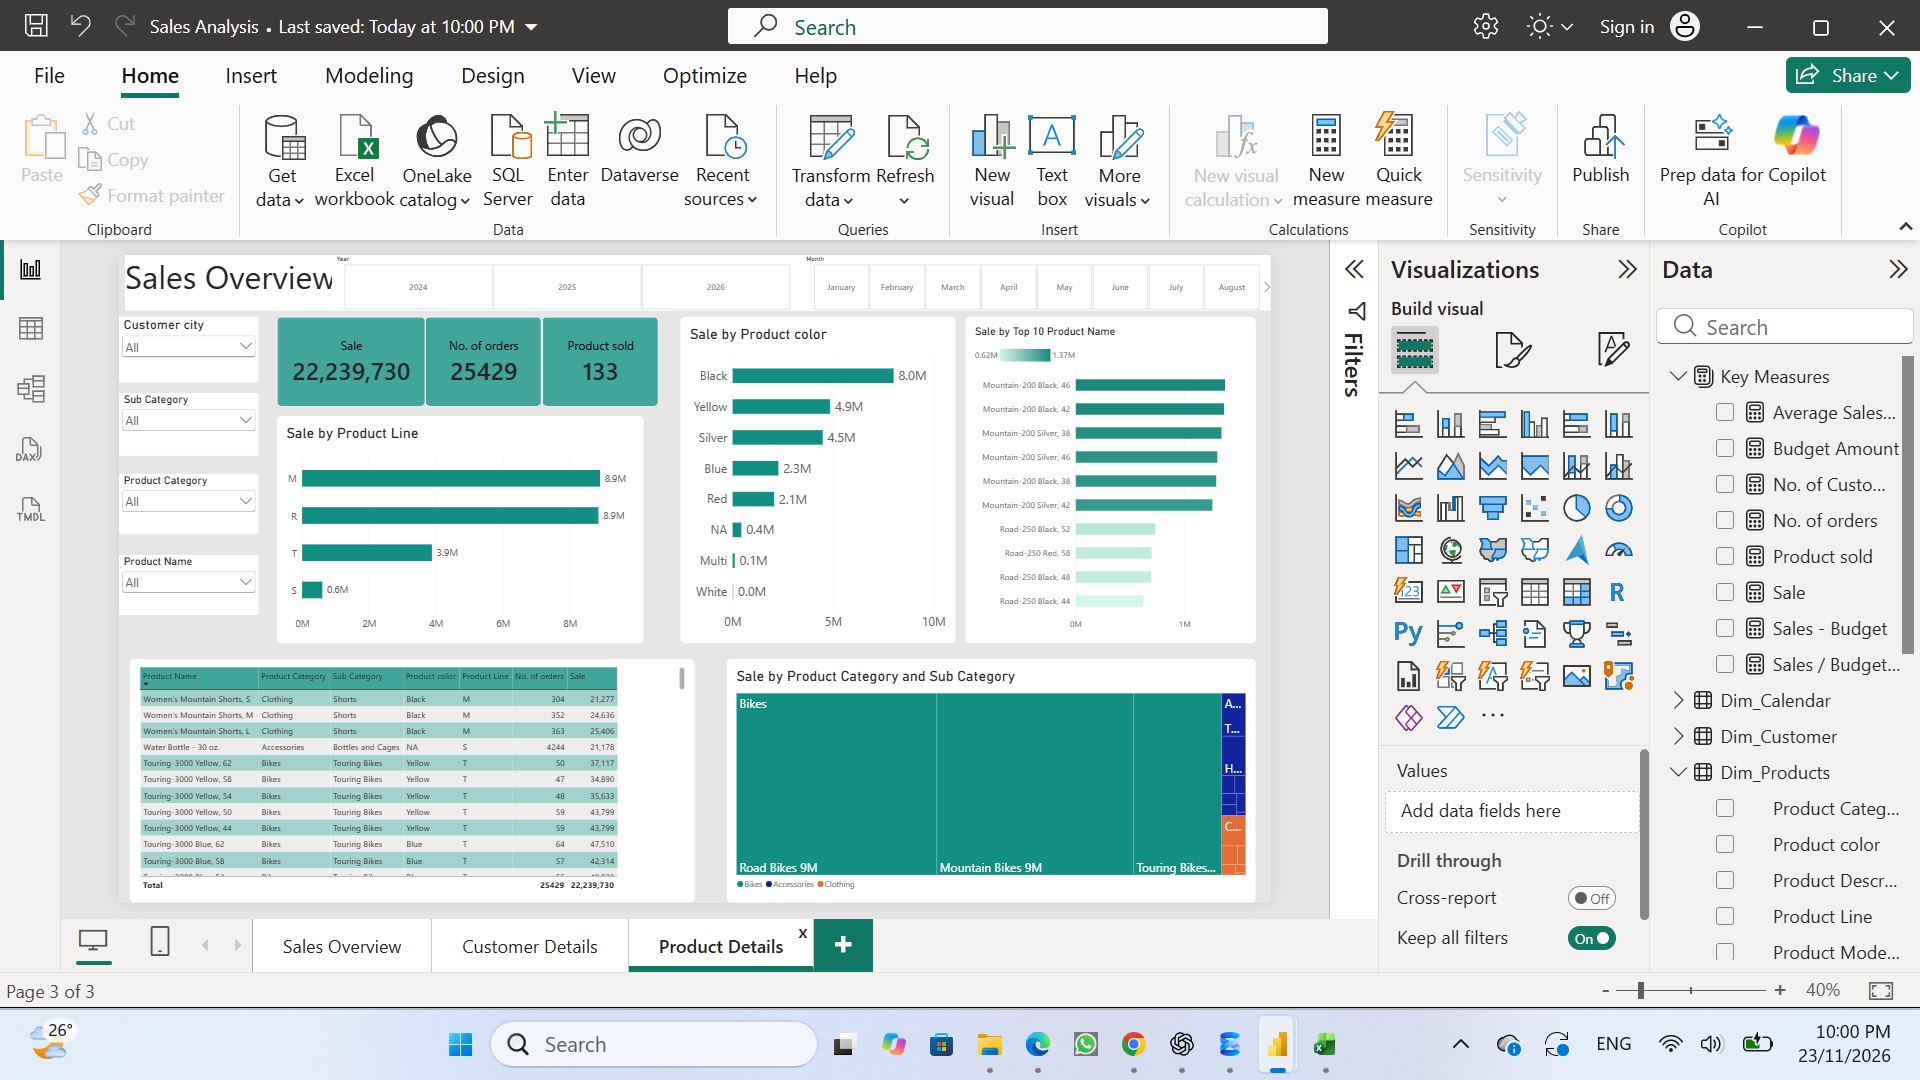 Sales Analysis • Last saved: Today at 10:00 PM
Search
Sign in
File Home Insert Modeling Design View Optimize Help
Share
Paste
Cut
Copy
Format painter
Clipboard
Get data
Excel workbook
OneLake catalog
SQL Server
Enter data
Dataverse
Recent sources
Data
Transform data
Refresh
Queries
New visual
Text box
More visuals
Insert
New visual calculation
New measure
Quick measure
Calculations
Sensitivity
Sensitivity
Publish
Share
Prep data for AI
Copilot
Copilot
DAX
TMDL
Sales Overview
Year
2024 2025 2026
Month
January February March April May June July August
Customer city
All
Sub Category
All
Product Category
All
Product Name
All
Sale
22,239,730
No. of orders
25429
Product sold
133
Sale by Product Line
M 8.9M
R 8.9M
T 3.9M
S 0.6M
0M 2M 4M 6M 8M
Sale by Product color
Black 8.0M
Yellow 4.9M
Silver 4.5M
Blue 2.3M
Red 2.1M
NA 0.4M
Multi 0.1M
White 0.0M
0M 5M 10M
Sale by Top 10 Product Name
0.62M 1.37M
Mountain-200 Black, 46
Mountain-200 Black, 42
Mountain-200 Silver, 38
Mountain-200 Silver, 46
Mountain-200 Black, 38
Mountain-200 Silver, 42
Road-250 Black, 52
Road-250 Red, 58
Road-250 Black, 48
Road-250 Black, 44
0M 1M
Product Name Product Category Sub Category Product color Product Line No. of orders Sale
Women's Mountain Shorts, S Clothing Shorts Black M 304 21,277
Women's Mountain Shorts, M Clothing Shorts Black M 352 24,636
Women's Mountain Shorts, L Clothing Shorts Black M 363 25,406
Water Bottle - 30 oz. Accessories Bottles and Cages NA S 4244 21,178
Touring-3000 Yellow, 62 Bikes Touring Bikes Yellow T 50 37,117
Touring-3000 Yellow, 58 Bikes Touring Bikes Yellow T 47 34,890
Touring-3000 Yellow, 54 Bikes Touring Bikes Yellow T 48 35,633
Touring-3000 Yellow, 50 Bikes Touring Bikes Yellow T 59 43,799
Touring-3000 Yellow, 44 Bikes Touring Bikes Yellow T 59 43,799
Touring-3000 Blue, 62 Bikes Touring Bikes Blue T 64 47,510
Touring-3000 Blue, 58 Bikes Touring Bikes Blue T 57 42,314
Total 25429 22,239,730
Sale by Product Category and Sub Category
Bikes
Road Bikes 9M
Mountain Bikes 9M
Touring Bikes...
A...
T...
H...
C...
Bikes Accessories Clothing
Filters
Visualizations
Build visual
123
R
Py
...
Values
Add data fields here
Drill through
Cross-report Off
Keep all filters On
Data
Search
Key Measures
Average Sales...
Budget Amount
No. of Custo...
No. of orders
Product sold
Sale
Sales - Budget
Sales / Budget...
Dim_Calendar
Dim_Customer
Dim_Products
Product Categ...
Product color
Product Descr...
Product Line
Product Mode...
Sales Overview
Customer Details
Product Details
x
+
Page 3 of 3
- + 40%
26°
Search
ENG
10:00 PM
23/11/2026